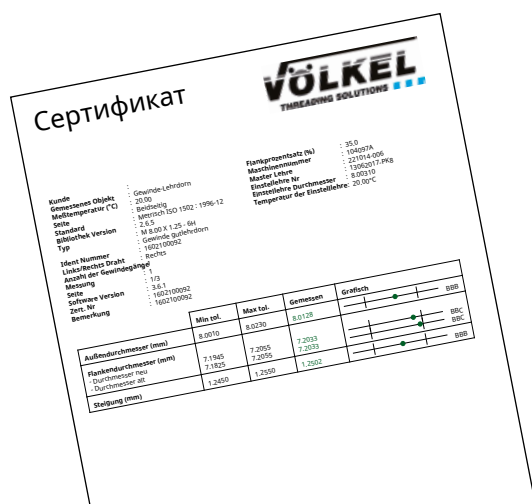 Сертификат
VÖLKEL
THREADING SOLUTIONS
Kunde :
Gemessenes Objekt : Gewinde-Lehrdorn
Meßtemperatur (°C) : 20,00
Seite : Beidseitig
Standard : Metrisch ISO 1502 : 1996-12
Bibliothek Version : 2.6.5
Typ : M 8.00 X 1.25 - 6H
: Gewinde gutlehrdorn
Ident Nummer : 1602100092
Links/Rechts Draht : Rechts
Anzahl der Gewindegänge
Messung : 1
Seite : 1/3
Software Version : 3.6.1
Zert. Nr : 1602100092
Bemerkung : 1602100092
Flankprozentsatz (%) : 35.0
Maschinennummer : 104097A
Master Lehre : 221014-006
Einstellehre Nr : 13062017-PK8
Einstellehre Durchmesser : 8.00310
Temperatur der Einstelllehre : 20,00°C
Min tol. Max tol. Gemessen Grafisch
Außendurchmesser (mm) 8.0010 8.0230 8.0128 BBB
Flankendurchmesser (mm)
- Durchmesser neu 7.1945 7.2055 7.2033 BBC
- Durchmesser att 7.1825 7.2055 7.2033 BBC
Steigung (mm) 1.2450 1.2550 1.2502 BBB